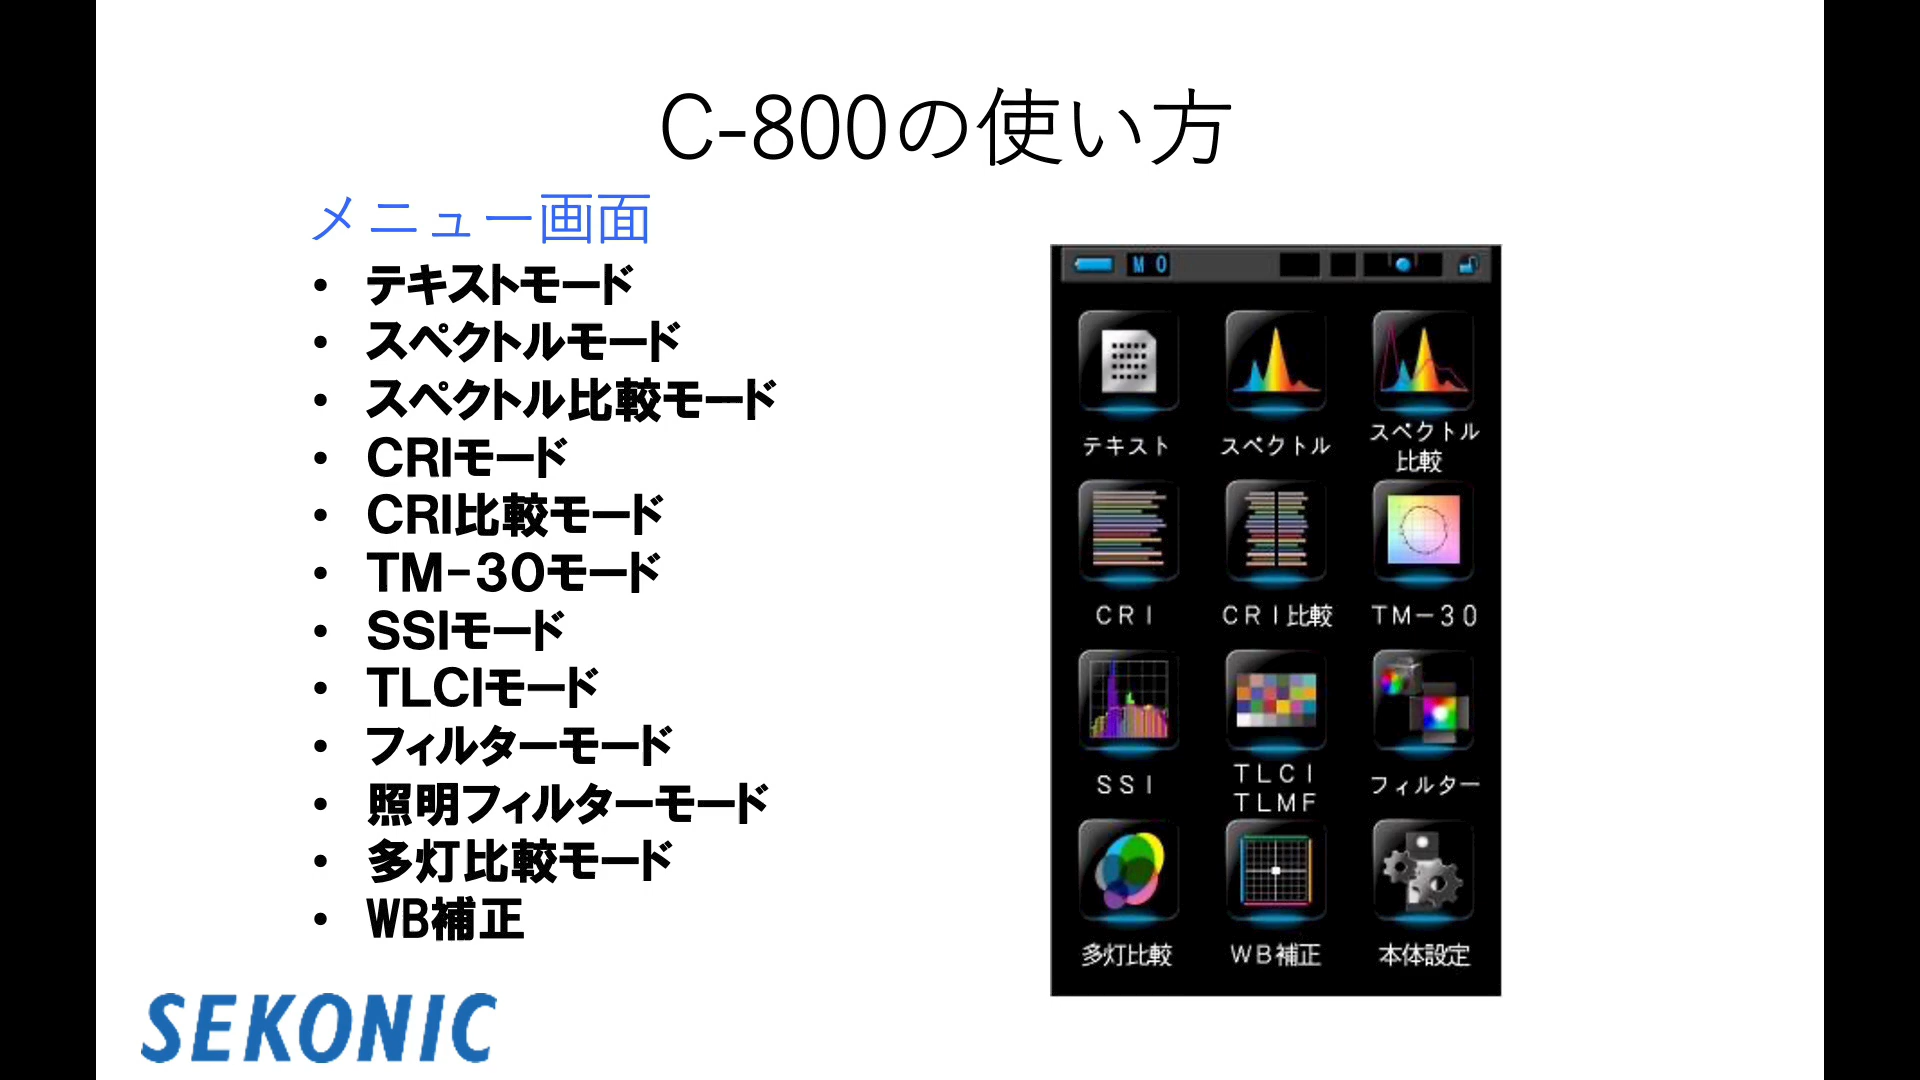 C-800の使い方
メニュー画面
• テキストモード
• スペクトルモード
• スペクトル比較モード
• CRIモード
• CRI比較モード
• TM-30モード
• SSIモード
• TLCIモード
• フィルターモード
• 照明フィルターモード
• 多灯比較モード
• WB補正
SEKONIC
M 0
テキスト
スペクトル
スペクトル
比較
CRI
CRI比較
TM-30
SSI
TLCI
TLMF
フィルター
多灯比較
WB補正
本体設定